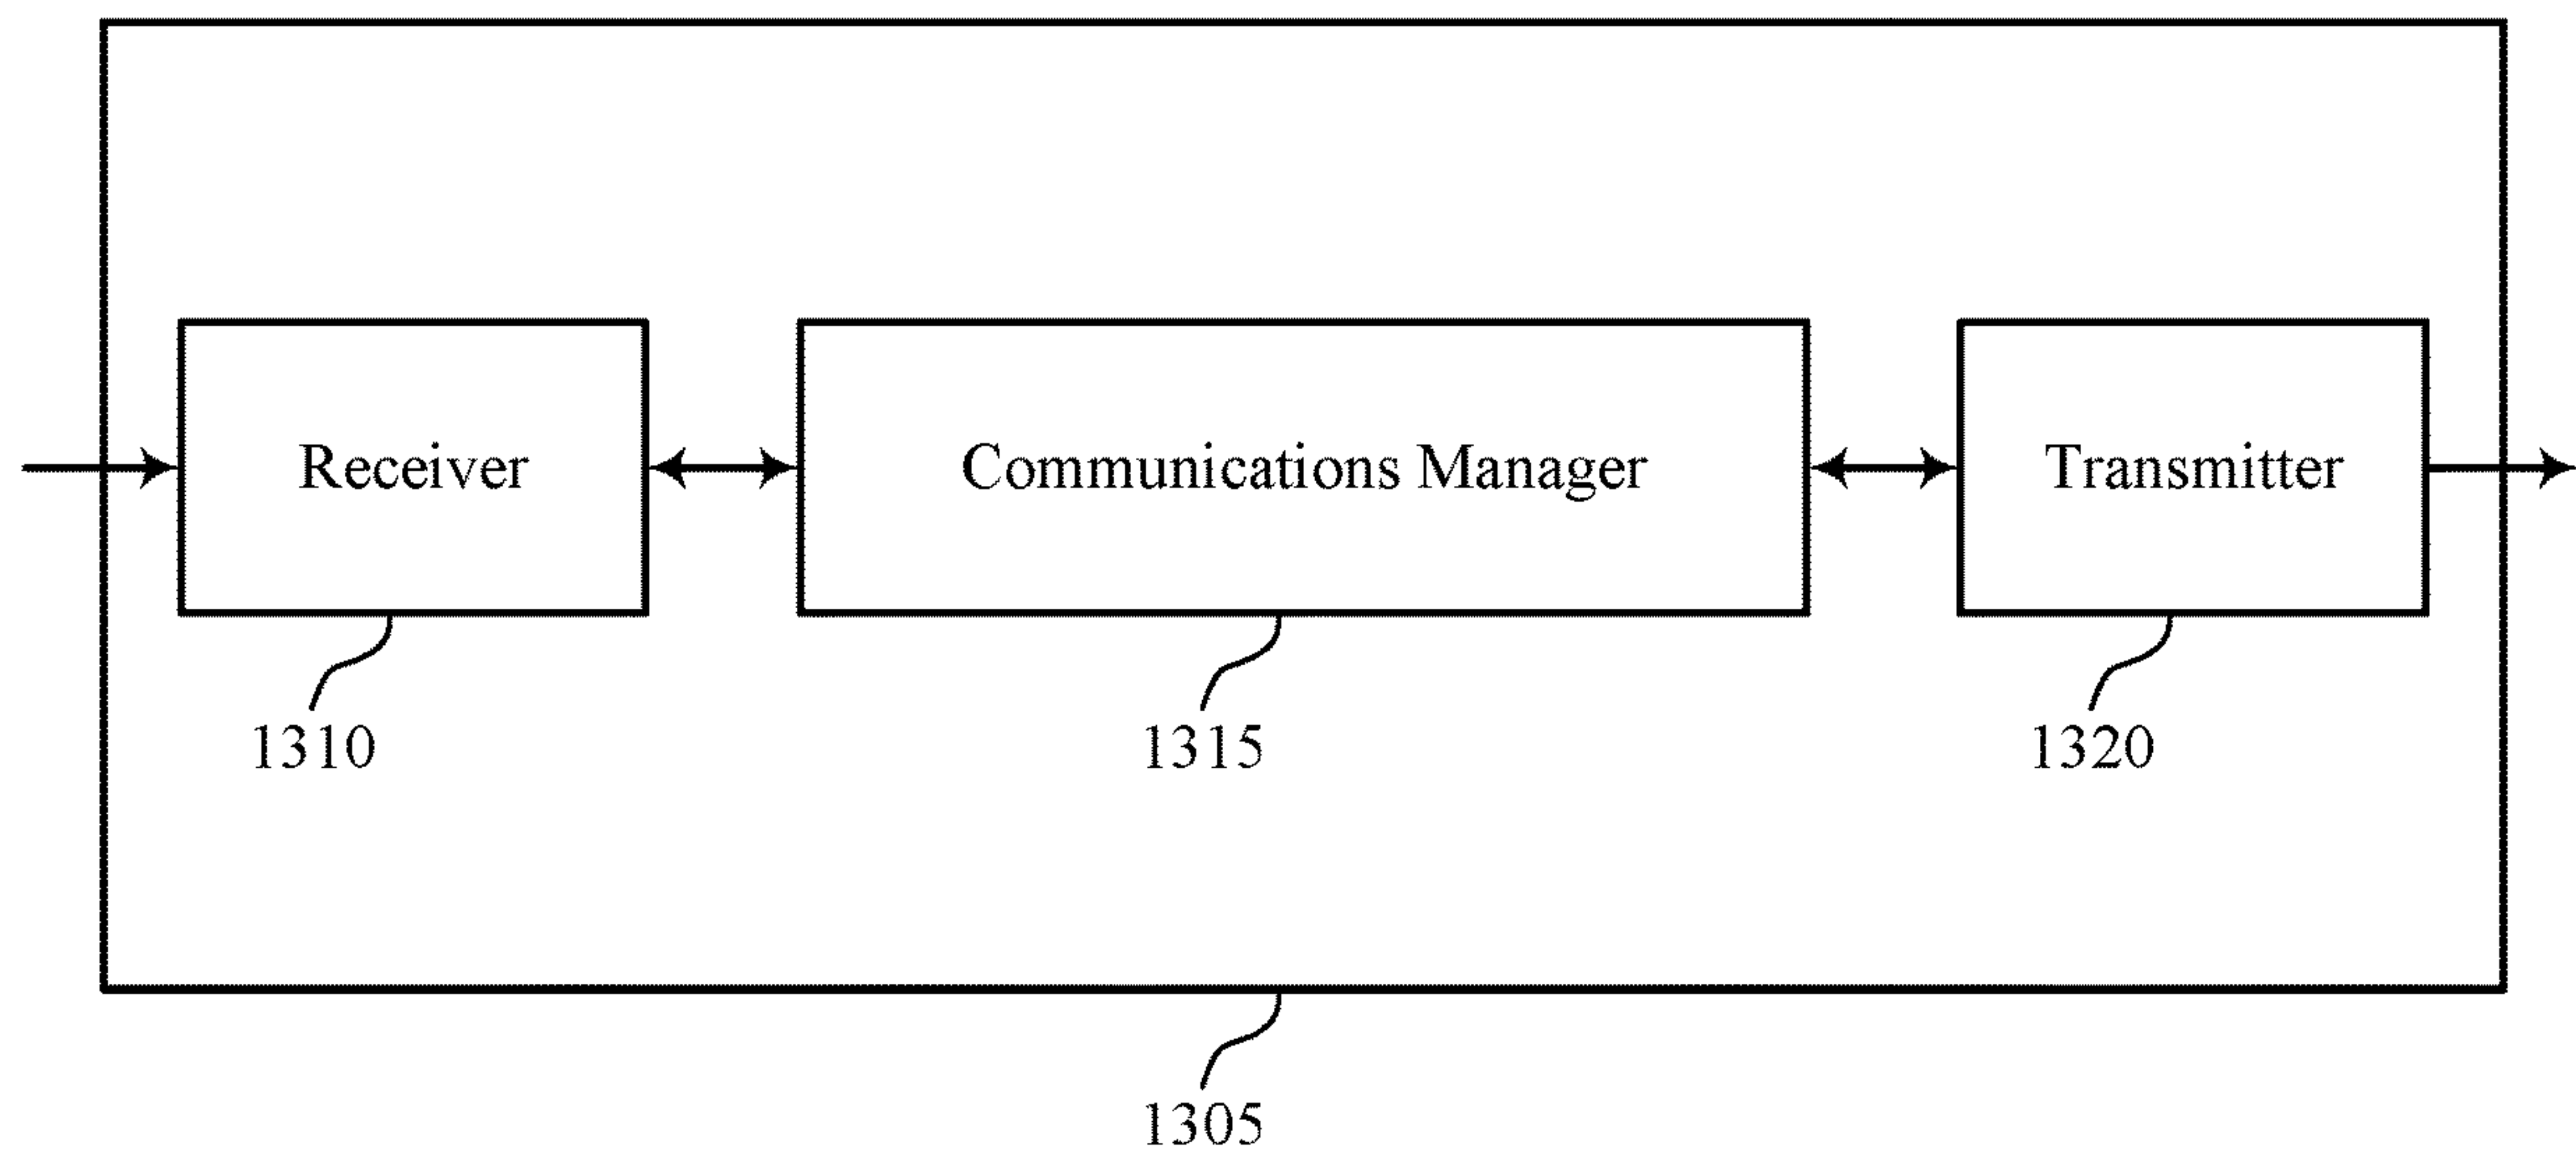 Receiver
Communications Manager
Transmitter
1310
1315
1320
1305